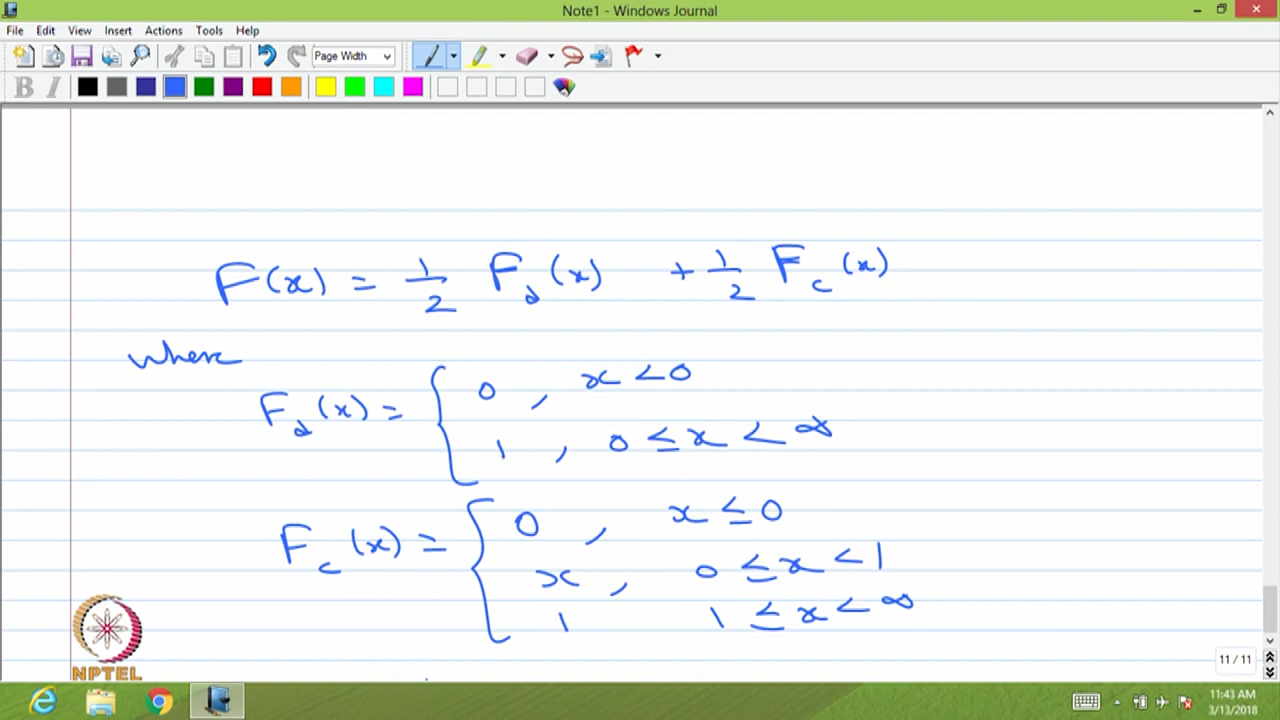 Note1 - Windows Journal
File Edit View Insert Actions Tools Help
Page Width
B I
F(x) = 1/2 F_d(x) + 1/2 F_c(x)
where
F_d(x) = { 0 , x < 0
1 , 0 ≤ x < ∞
F_c(x) = { 0 , x ≤ 0
x , 0 ≤ x < 1
1 1 ≤ x < ∞
NPTEL
11 / 11
11:43 AM
3/13/2018